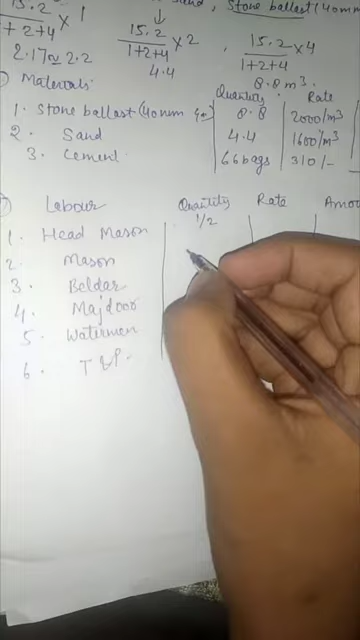 Sand, Stone ballast (40mm
15.2 × 1
1+2+4
15.2 × 2
1+2+4
, 15.2 × 4
1+2+4
2.17 ≈ 2.2
4.4
8.8 m³.
Materials.
Quantity
Rate
1. Stone ballast (40mm
8.8
2000/m³
2. Sand
4.4
1600/m³
3. Cement
66 bags
310/-
Labour
Quantity
Rate
Amou
1. Head Mason
1/2
2. Mason
3. Beldar
4. Majdoor
5. Watermen
6. T &P.